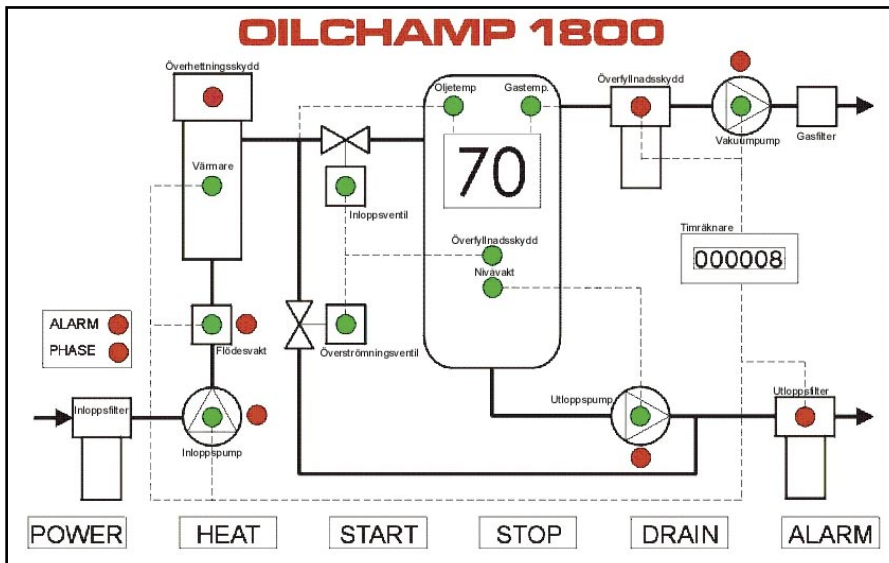 OILCHAMP 1800
Överhettningsskydd
Oljetemp
Gastemp.
Överfyllnadsskydd
Vakuumpump
Gasfilter
70
Värmare
Inloppsventil
Timräknare
000008
Överfyllnadsskydd
Nivåvakt
ALARM
PHASE
Flödesvakt
Överströmningsventil
Inloppsfilter
Utloppspump
Utloppsfilter
Inloppspump
POWER
HEAT
START
STOP
DRAIN
ALARM